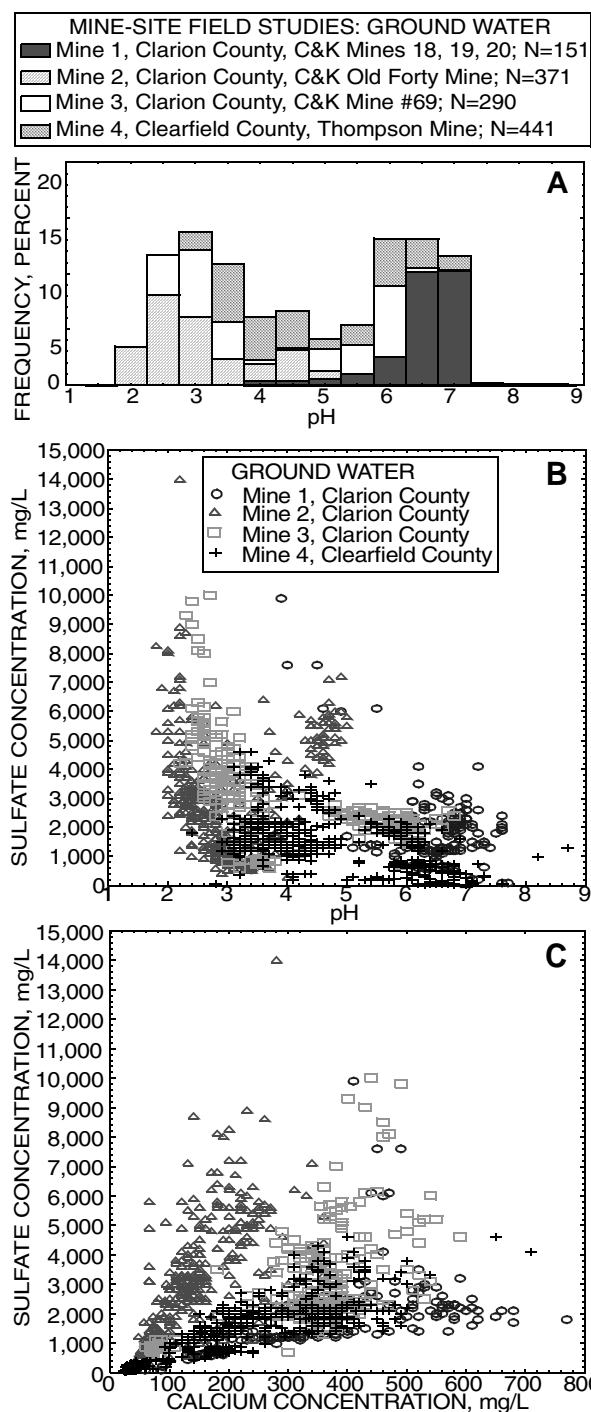 MINE-SITE FIELD STUDIES: GROUND WATER
Mine 1, Clarion County, C&K Mines 18, 19, 20; N=151
Mine 2, Clarion County, C&K Old Forty Mine; N=371
Mine 3, Clarion County, C&K Mine #69; N=290
Mine 4, Clearfield County, Thompson Mine; N=441
A
FREQUENCY, PERCENT
20
15
10
5
0
1 2 3 4 5 6 7 8 9
pH
B
SULFATE CONCENTRATION, mg/L
15,000
14,000
13,000
12,000
11,000
10,000
9,000
8,000
7,000
6,000
5,000
4,000
3,000
2,000
1,000
0
GROUND WATER
Mine 1, Clarion County
Mine 2, Clarion County
Mine 3, Clarion County
Mine 4, Clearfield County
1 2 3 4 5 6 7 8 9
pH
C
SULFATE CONCENTRATION, mg/L
15,000
14,000
13,000
12,000
11,000
10,000
9,000
8,000
7,000
6,000
5,000
4,000
3,000
2,000
1,000
0
0 100 200 300 400 500 600 700 800
CALCIUM CONCENTRATION, mg/L